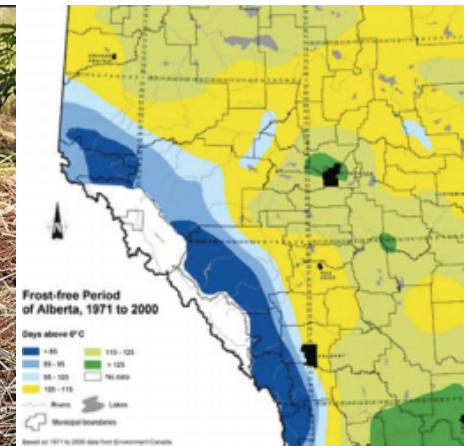 Frost-free Period
of Alberta, 1971 to 2000
Days above 0° C
< 85
85 - 95
95 - 105
105 - 115
115 - 125
> 125
No data
Rivers
Lakes
Municipal boundaries
Based on 1971 to 2000 data from Environment Canada.